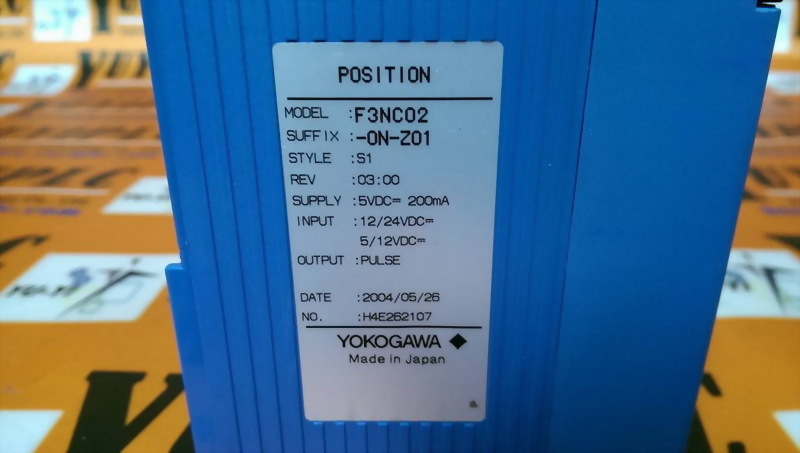 POSITION
MODEL :F3NC02
SUFFIX :-0N-Z01
STYLE :S1
REV :03:00
SUPPLY :5VDC⎓ 200mA
INPUT :12/24VDC⎓
5/12VDC⎓
OUTPUT :PULSE
DATE :2004/05/26
NO. :H4E262107
YOKOGAWA
Made in Japan